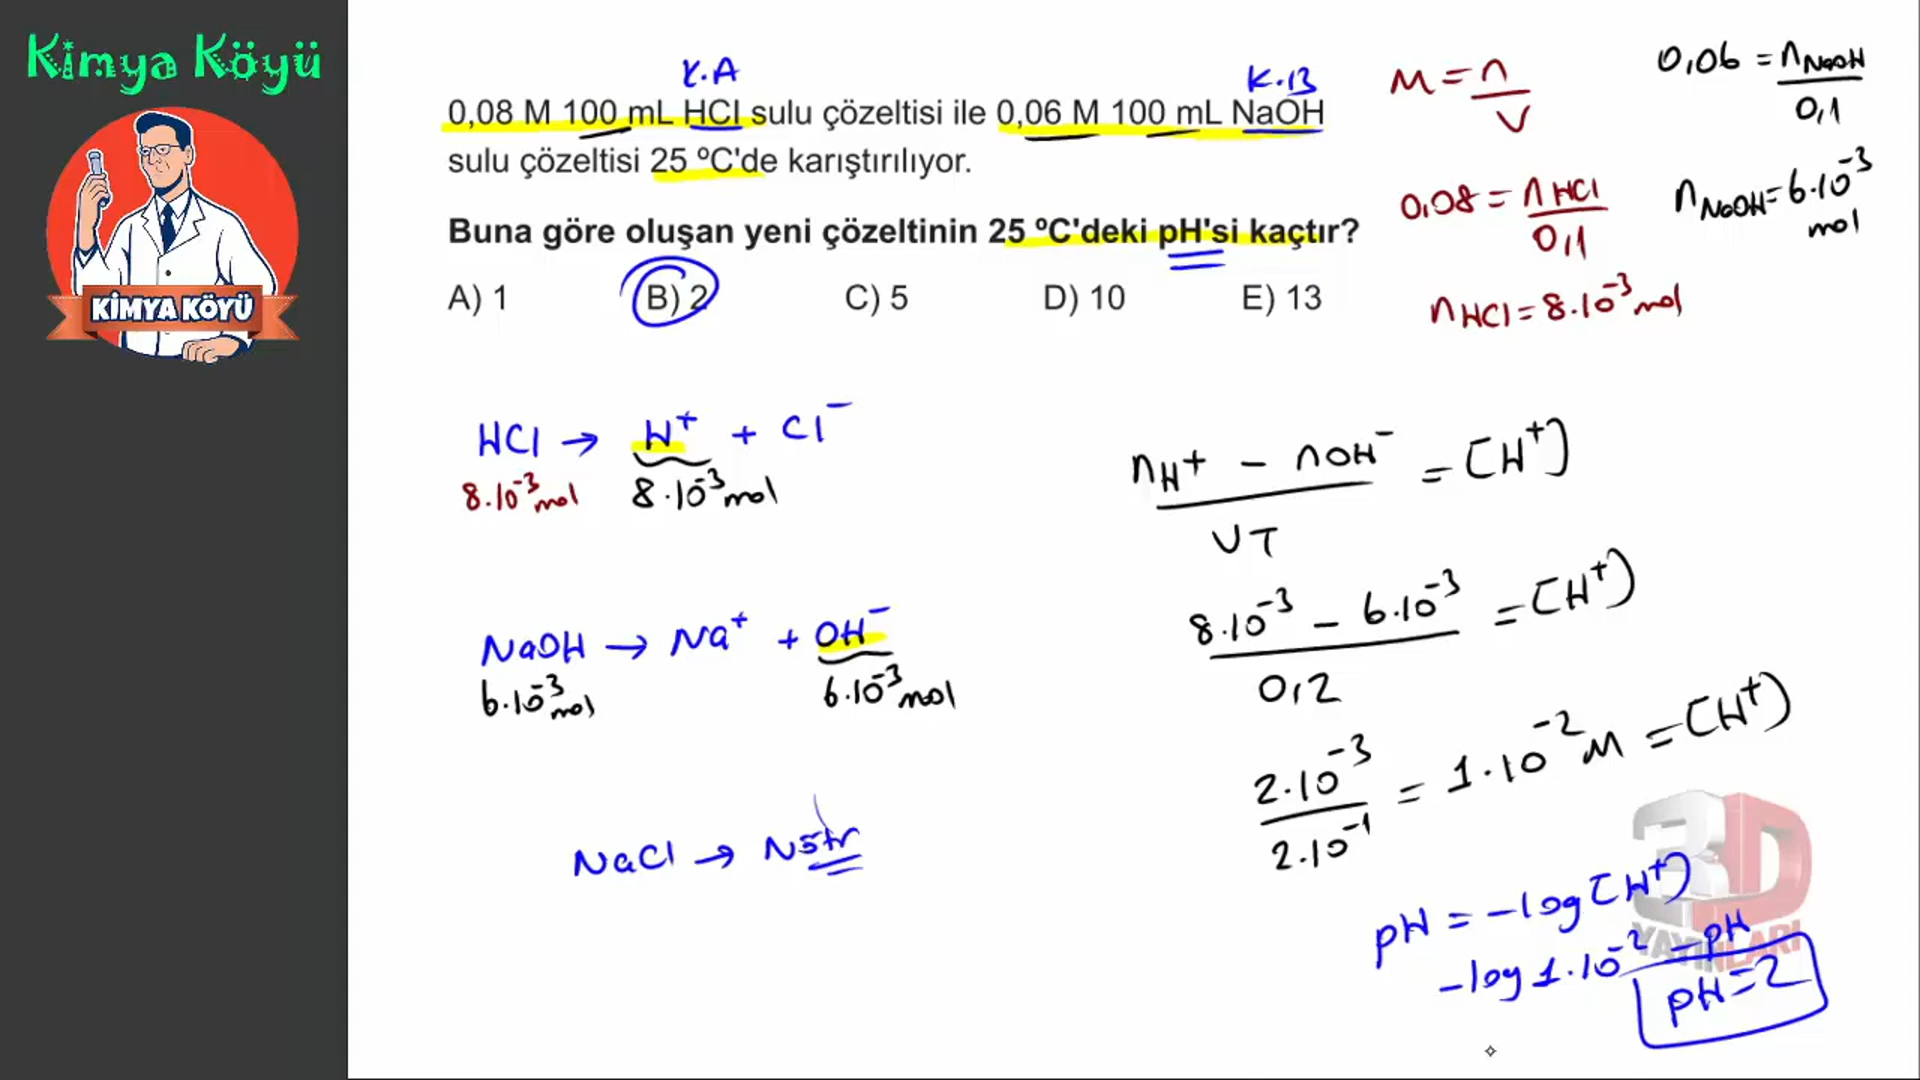 Kimya Köyü
KİMYA KÖYÜ
K.A
K.B
0,08 M 100 mL HCl sulu çözeltisi ile 0,06 M 100 mL NaOH
sulu çözeltisi 25 ºC'de karıştırılıyor.
Buna göre oluşan yeni çözeltinin 25 ºC'deki pH'si kaçtır?
A) 1 B) 2 C) 5 D) 10 E) 13
M = n / V
0,08 = nHCl / 0,1
nHCl = 8.10⁻³ mol
0,06 = nNaOH / 0,1
nNaOH = 6.10⁻³ mol
HCl → H⁺ + Cl⁻
8.10⁻³ mol 8.10⁻³ mol
NaOH → Na⁺ + OH⁻
6.10⁻³ mol 6.10⁻³ mol
NaCl → Nötr
nH⁺ − nOH⁻ / VT = [H⁺]
8.10⁻³ − 6.10⁻³ / 0,2 = [H⁺]
2.10⁻³ / 2.10⁻¹ = 1.10⁻² M = [H⁺]
pH = −log[H⁺]
−log 1.10⁻² = pH
pH = 2
3D
YAYINLARI